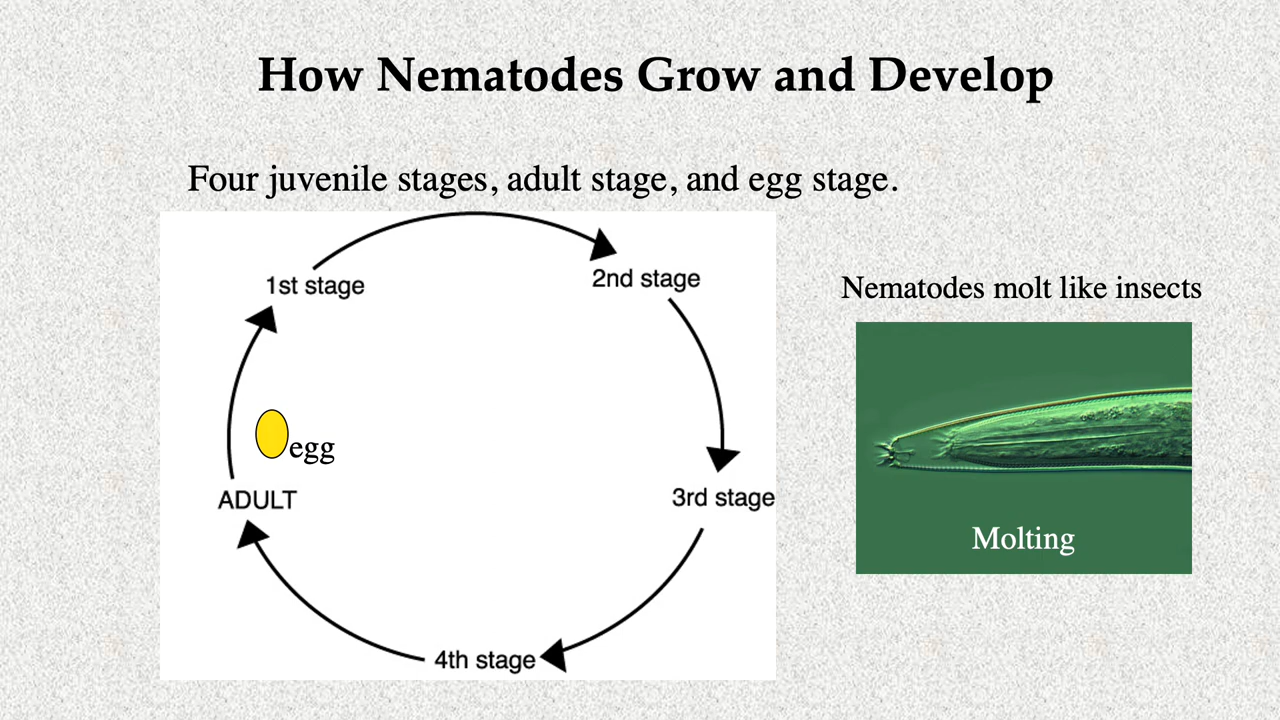 How Nematodes Grow and Develop
Four juvenile stages, adult stage, and egg stage.
1st stage
2nd stage
3rd stage
4th stage
ADULT
egg
Nematodes molt like insects
Molting